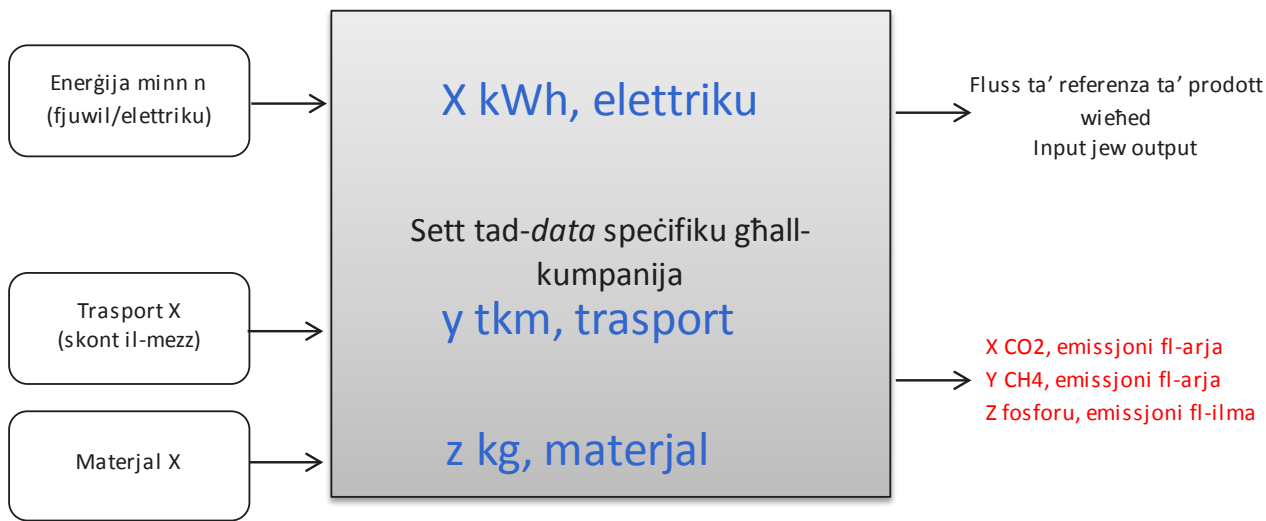 Enerġija minn n
(fjuwil/elettriku)
Trasport X
(skont il-mezz)
Materjal X
X kWh, elettriku
Sett tad-data speċifiku għall-
kumpanija
y tkm, trasport
z kg, materjal
Fluss ta’ referenza ta’ prodott
wieħed
Input jew output
X CO2, emissjoni fl-arja
Y CH4, emissjoni fl-arja
Z fosforu, emissjoni fl-ilma